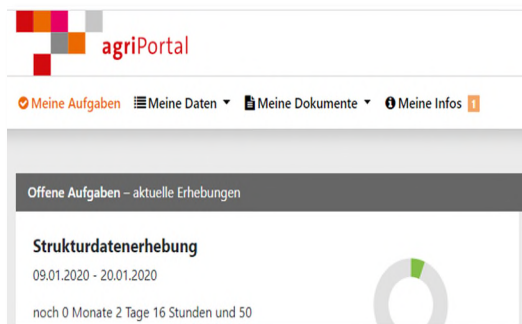 agriPortal
Meine Aufgaben Meine Daten Meine Dokumente Meine Infos 1
Offene Aufgaben – aktuelle Erhebungen
Strukturdatenerhebung
09.01.2020 - 20.01.2020
noch 0 Monate 2 Tage 16 Stunden und 50